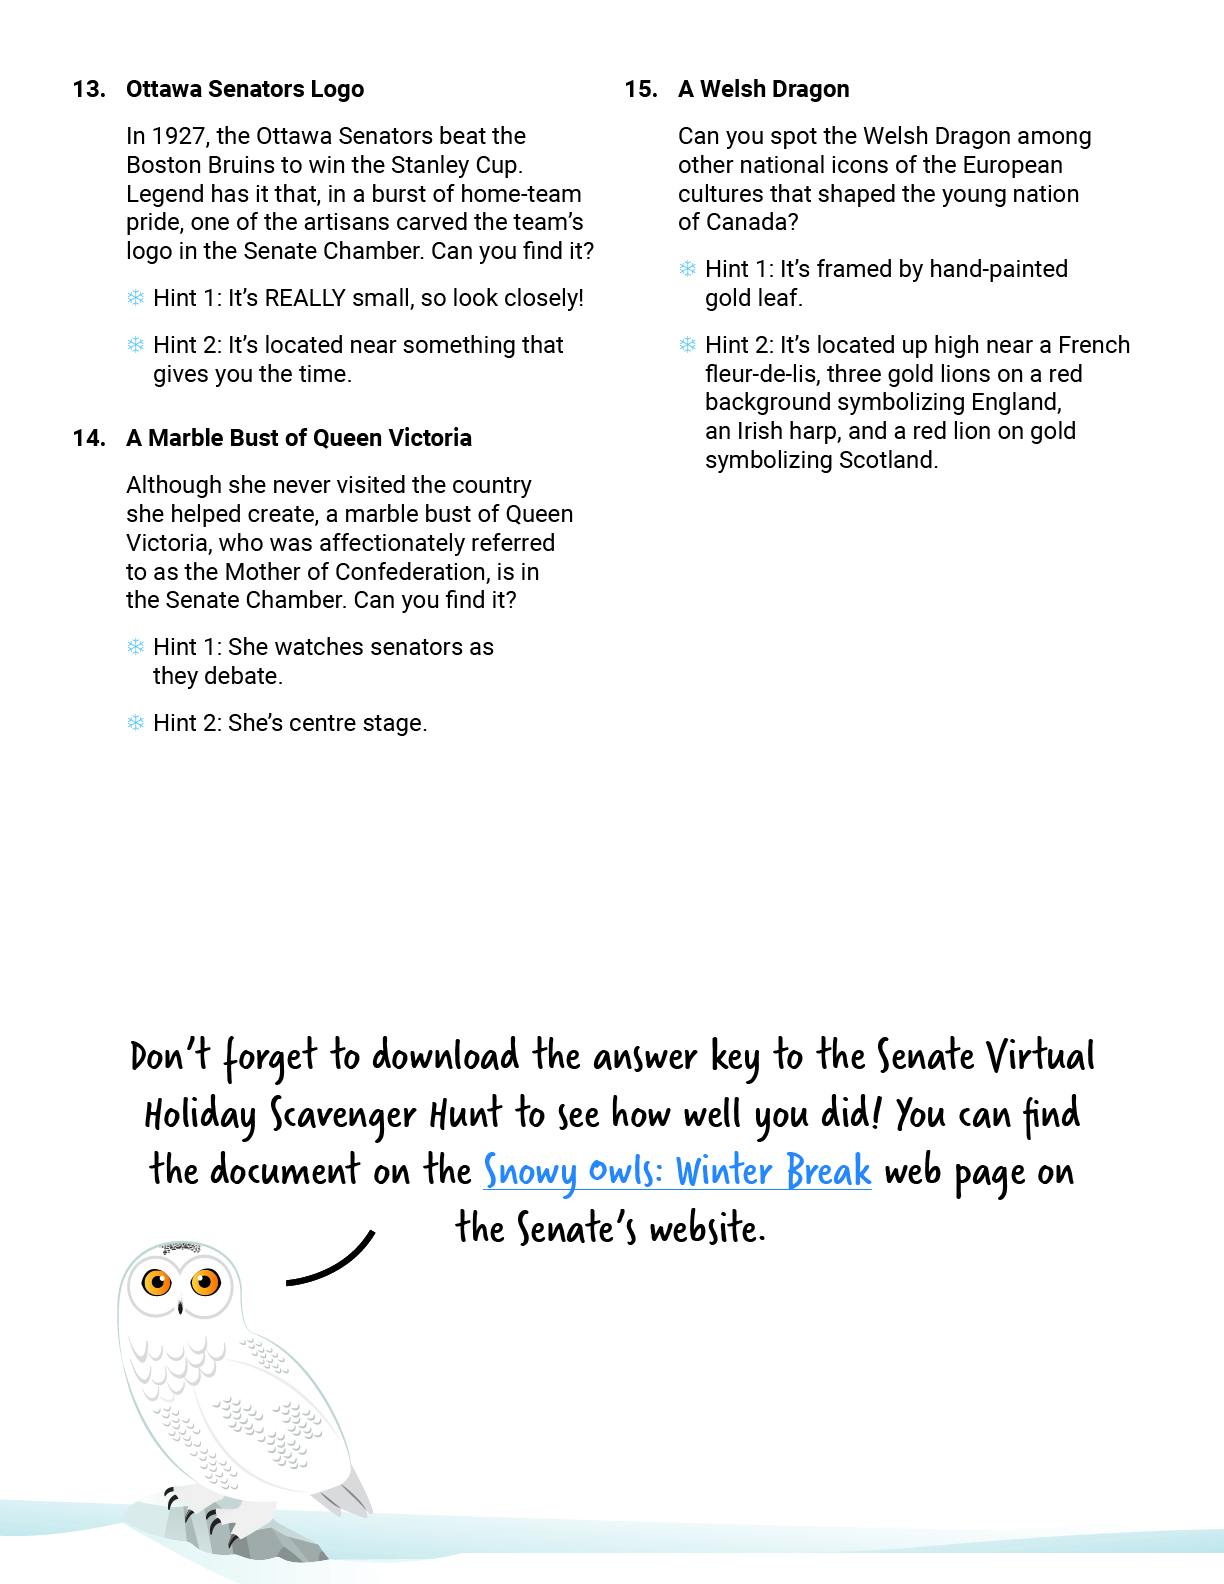 13. Ottawa Senators Logo
In 1927, the Ottawa Senators beat the
Boston Bruins to win the Stanley Cup.
Legend has it that, in a burst of home-team
pride, one of the artisans carved the team’s
logo in the Senate Chamber. Can you find it?
Hint 1: It’s REALLY small, so look closely!
Hint 2: It’s located near something that
gives you the time.
14. A Marble Bust of Queen Victoria
Although she never visited the country
she helped create, a marble bust of Queen
Victoria, who was affectionately referred
to as the Mother of Confederation, is in
the Senate Chamber. Can you find it?
Hint 1: She watches senators as
they debate.
Hint 2: She’s centre stage.
15. A Welsh Dragon
Can you spot the Welsh Dragon among
other national icons of the European
cultures that shaped the young nation
of Canada?
Hint 1: It’s framed by hand-painted
gold leaf.
Hint 2: It’s located up high near a French
fleur-de-lis, three gold lions on a red
background symbolizing England,
an Irish harp, and a red lion on gold
symbolizing Scotland.
Don’t forget to download the answer key to the Senate Virtual
Holiday Scavenger Hunt to see how well you did! You can find
the document on the Snowy Owls: Winter Break web page on
the Senate’s website.